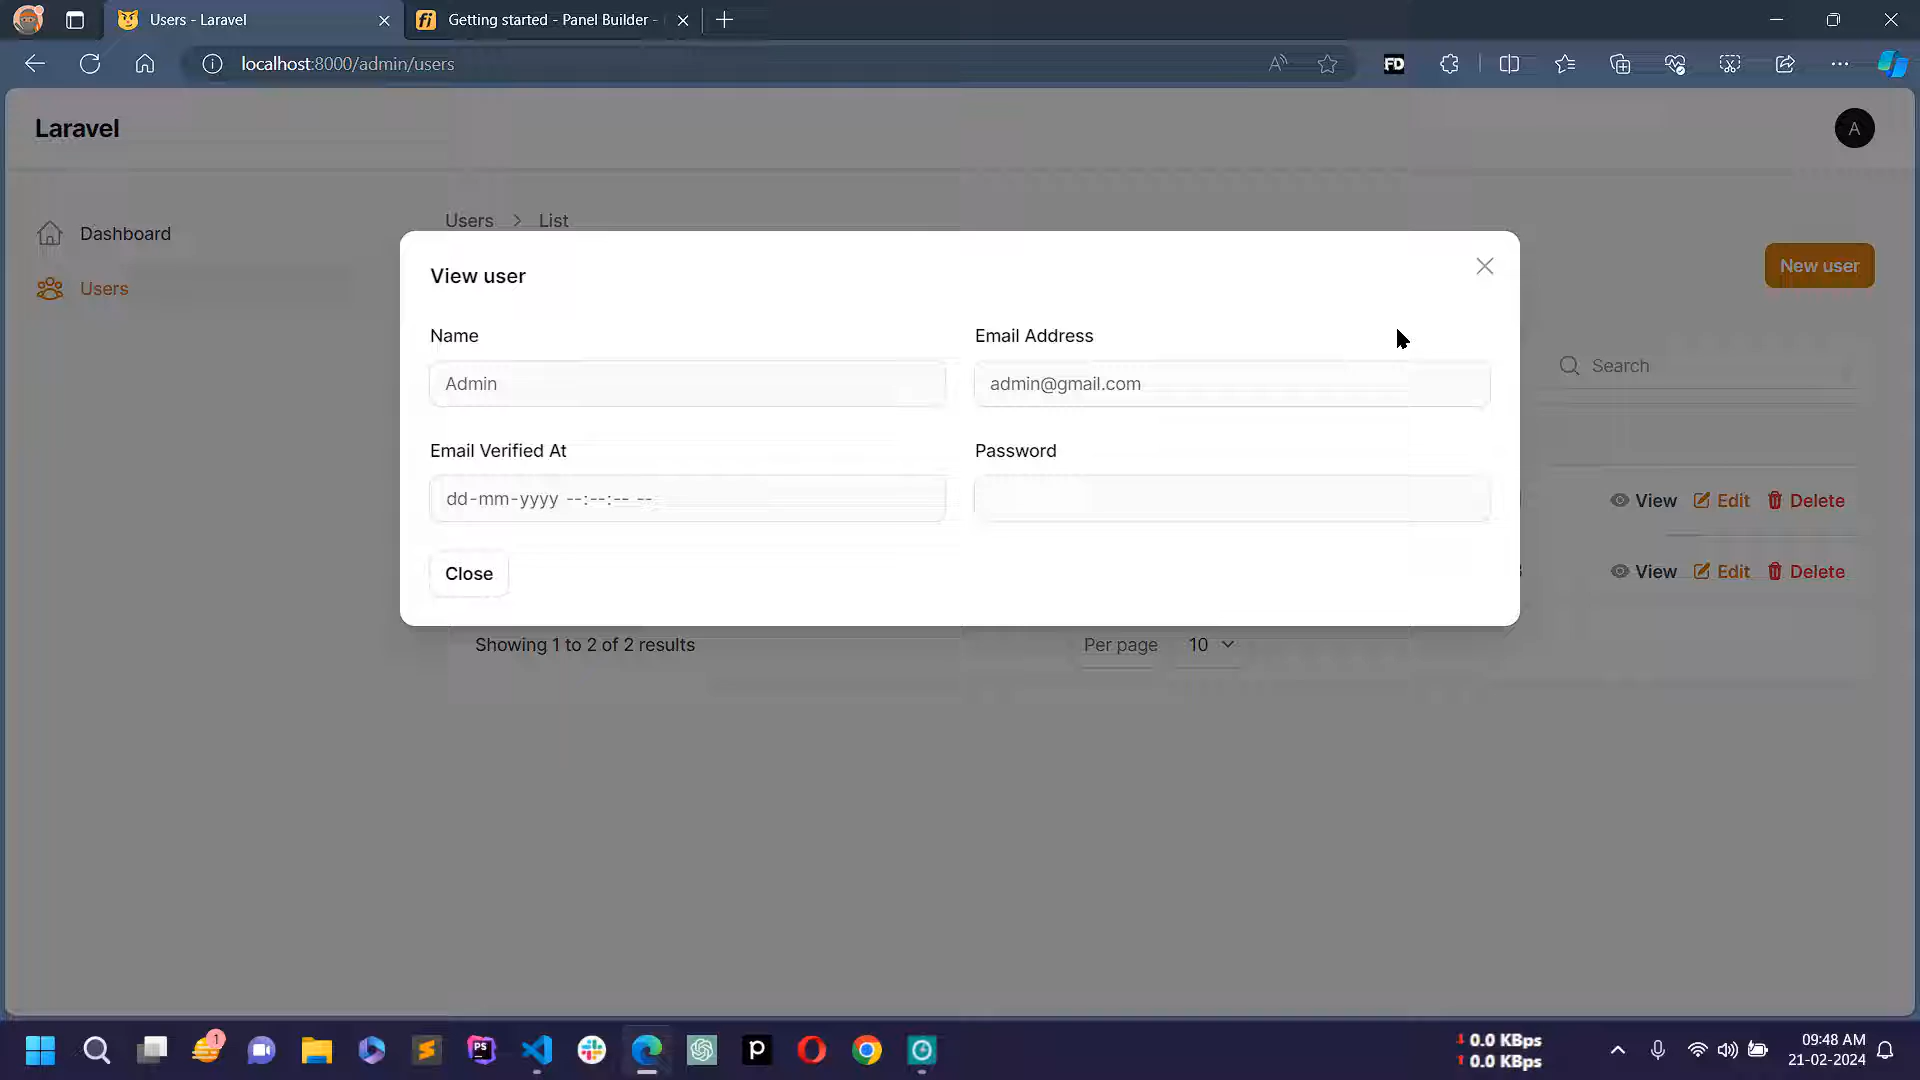 Users - Laravel
Getting started - Panel Builder -
localhost:8000/admin/users
FD
Laravel
A
Dashboard
Users
Users > List
New user
Search
View user
Name
Email Address
Admin
admin@gmail.com
Email Verified At
Password
dd-mm-yyyy --:--:-- --
Close
View Edit Delete
View Edit Delete
Showing 1 to 2 of 2 results
Per page 10
1
PS
P
0.0 KBps
0.0 KBps
09:48 AM
21-02-2024